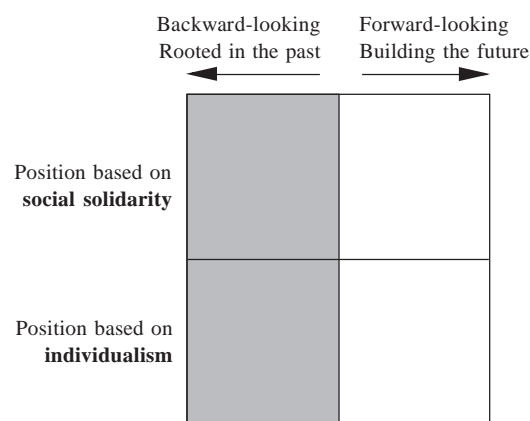 Backward-looking
Rooted in the past
Forward-looking
Building the future
Position based on
social solidarity
Position based on
individualism